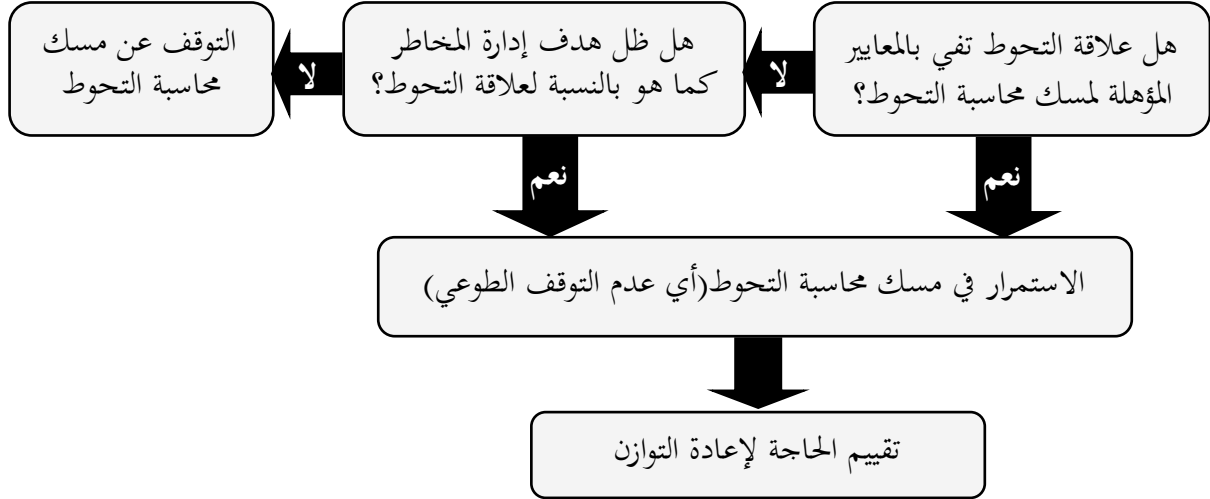 هل علاقة التحوط تفي بالمعايير
المؤهلة لمسك محاسبة التحوط؟
لا
هل ظل هدف إدارة المخاطر
كما هو بالنسبة لعلاقة التحوط؟
لا
التوقف عن مسك
محاسبة التحوط
نعم
نعم
الاستمرار في مسك محاسبة التحوط(أي عدم التوقف الطوعي)
تقييم الحاجة لإعادة التوازن